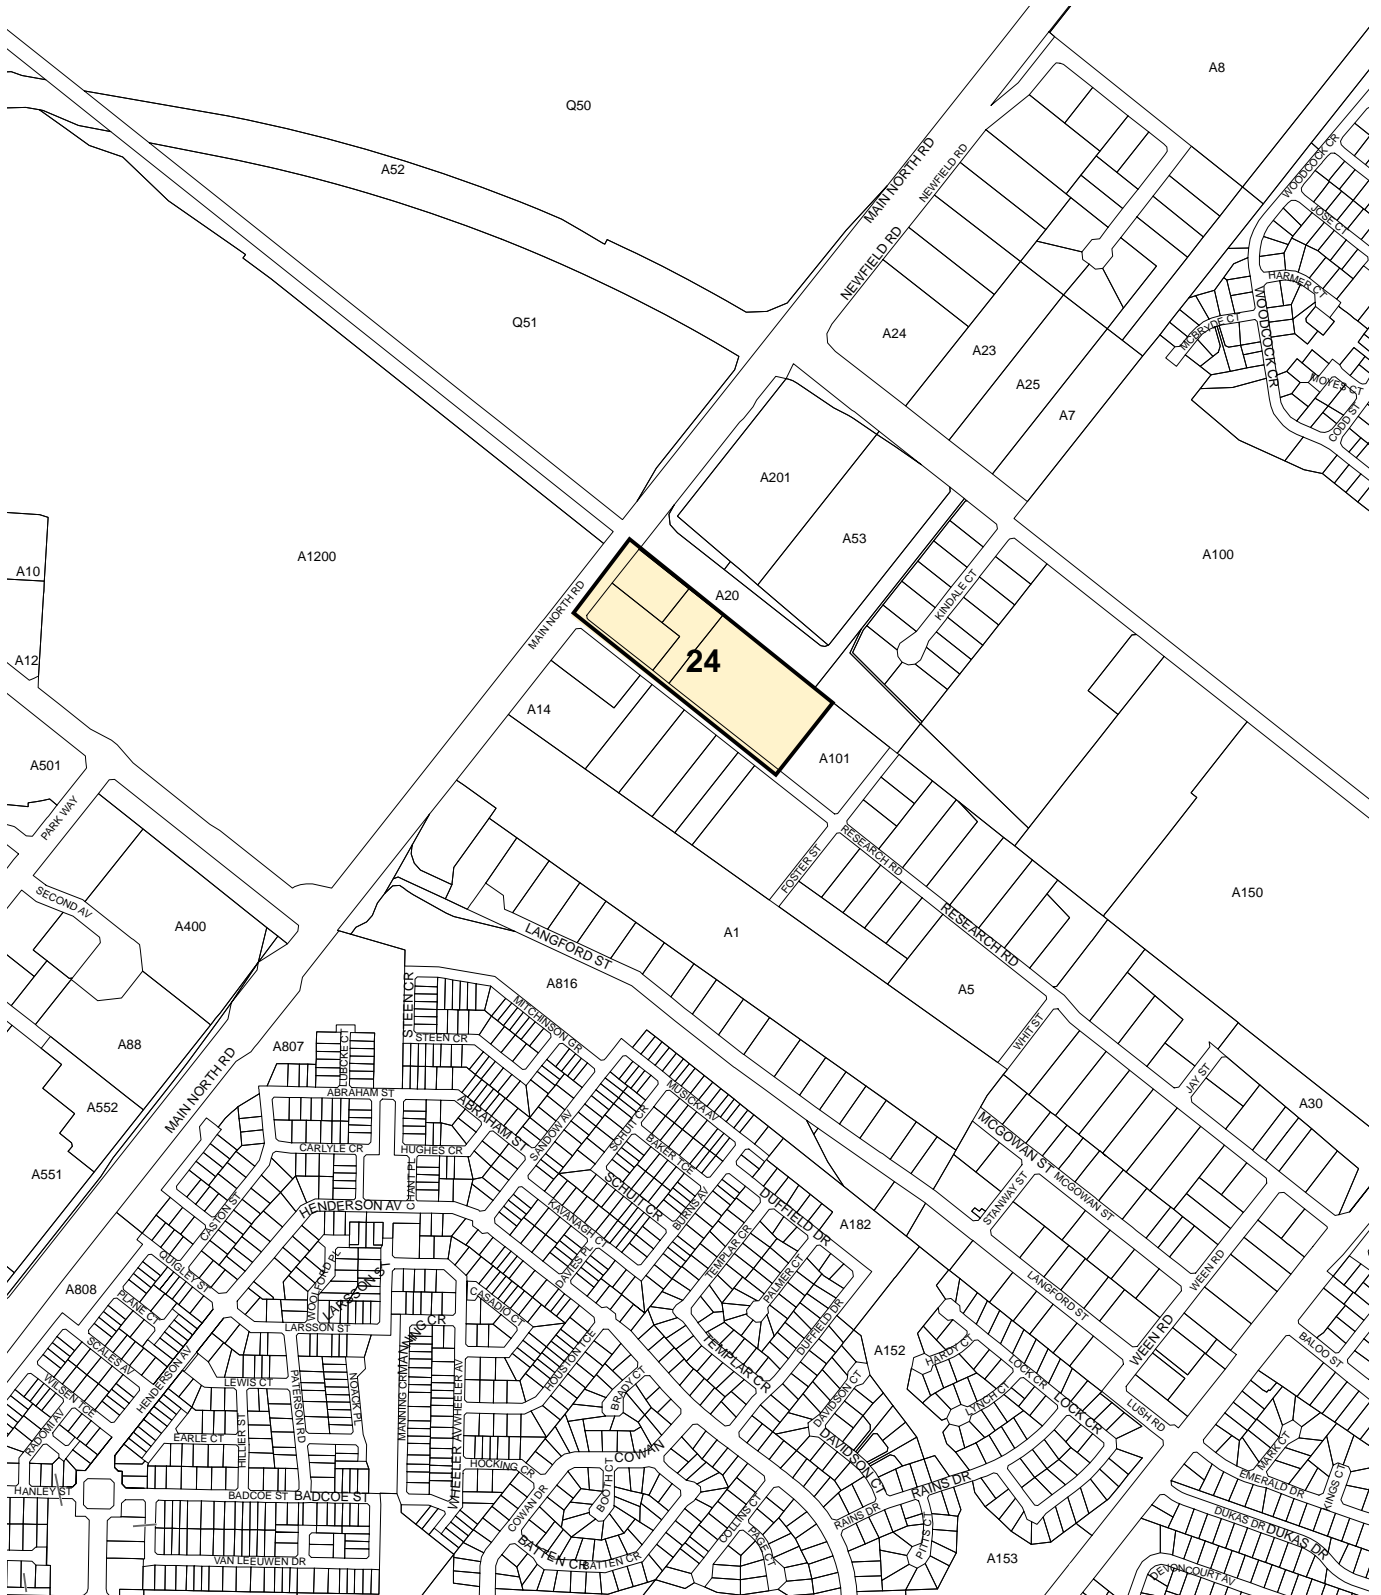 A8
Q50
WOODCOCK CR
MAIN NORTH RD
NEWFIELD RD
A52
JOSE CT
NEWFIELD RD
HARMER CT
WOODCOCK CR
Q51
MCBRYDE CT
A24
A23
A25
MOYES CT
A7
CODD ST
A201
A53
A1200
A100
A10
KINDALE CT
A20
MAIN NORTH RD
24
A12
A14
A101
A501
PARK WAY
RESEARCH RD
FOSTER ST
A150
SECOND AV
RESEARCH RD
A400
A1
LANGFORD ST
A816
A5
STEEN CR
MITCHINSON GR
WHIT ST
STEEN CR
A88
A807
LUBCKE CT
MAIN NORTH RD
JAY ST
ABRAHAM ST
MUSICKA AV
A552
A30
ABRAHAM ST
SANDOW AV
SCHUIT CR
MCGOWAN ST
CARLYLE CR
HUGHES CR
BAKER TCE
A551
CHANT PL
SCHUIT CR
MCGOWAN ST
STANWAY ST
HENDERSON AV
CASTON ST
KAVANAGH CT
BURNS AV
DUFFIELD DR
A182
QUIGLEY ST
DAVIES PL
TEMPLAR CR
PALMER CT
WEEN RD
WOOLFORD PL
LARSSON ST
A808
PLANE CT
CASADIO CT
LANGFORD ST
LARSSON ST
MANNING CR
DUFFIELD DR
WEEN RD
SCALES AV
HENDERSON AV
HOUSTON TCE
TEMPLAR CR
A152
HARDY CT
LOCK CR
BALOO ST
WILSEN TCE
LEWIS CT
PATERSON RD
NOACK PL
MANNING CR
WHEELER AV
BRADY CT
DAVIDSON CT
LYNCH CT
LOCK CR
LUSH RD
RADOMI AV
EARLE CT
HILLIER ST
WHEELER AV
COWAN
DAVIDSON CT
MARK CT
HANLEY ST
HOCKING CR
BADCOE ST
BADCOE ST
BOOTH CT
COWAN DR
RAINS DR
EMERALD DR
KINGS CT
COLLINS CT
RAINS DR
DUKAS DR
DUKAS DR
PAGE CT
PITTS CT
VAN LEEUWEN DR
BATTEN CR
BATTEN CR
A153
DEVONCOURT AV